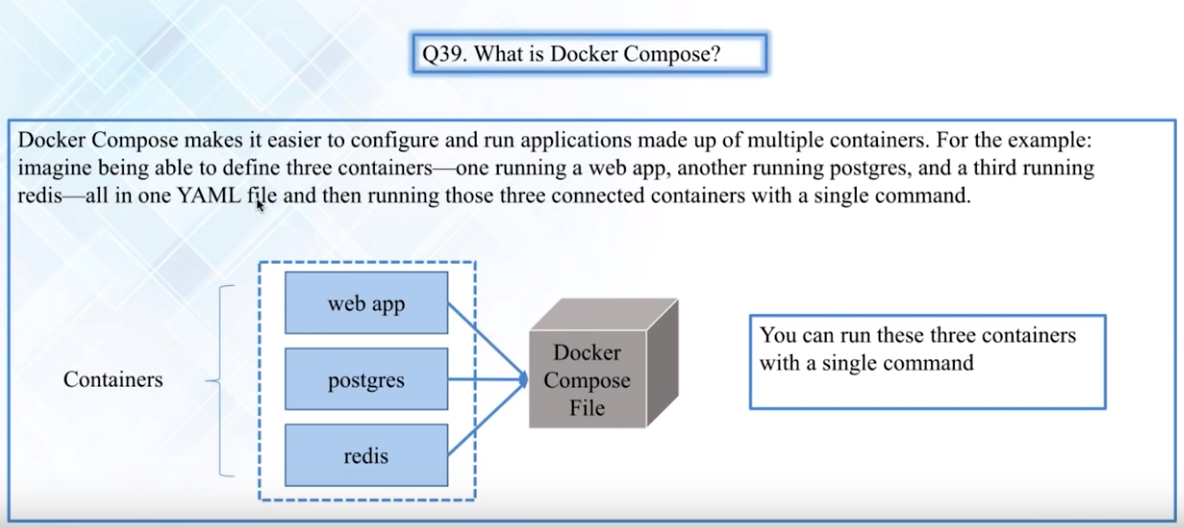 Q39. What is Docker Compose?
Docker Compose makes it easier to configure and run applications made up of multiple containers. For the example:
imagine being able to define three containers—one running a web app, another running postgres, and a third running
redis—all in one YAML file and then running those three connected containers with a single command.
Containers
web app
postgres
redis
Docker
Compose
File
You can run these three containers
with a single command